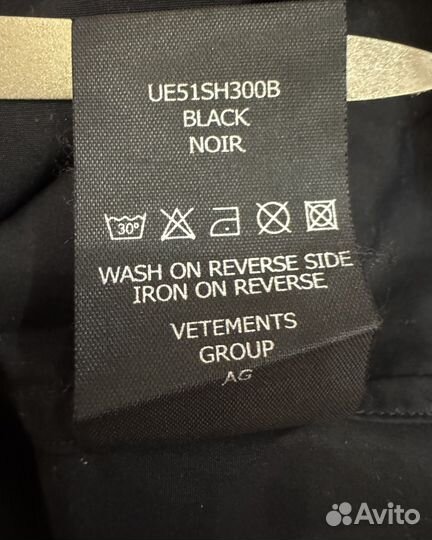 UE51SH300B
BLACK
NOIR
30°
WASH ON REVERSE SIDE
IRON ON REVERSE
VETEMENTS
GROUP
AG
Avito